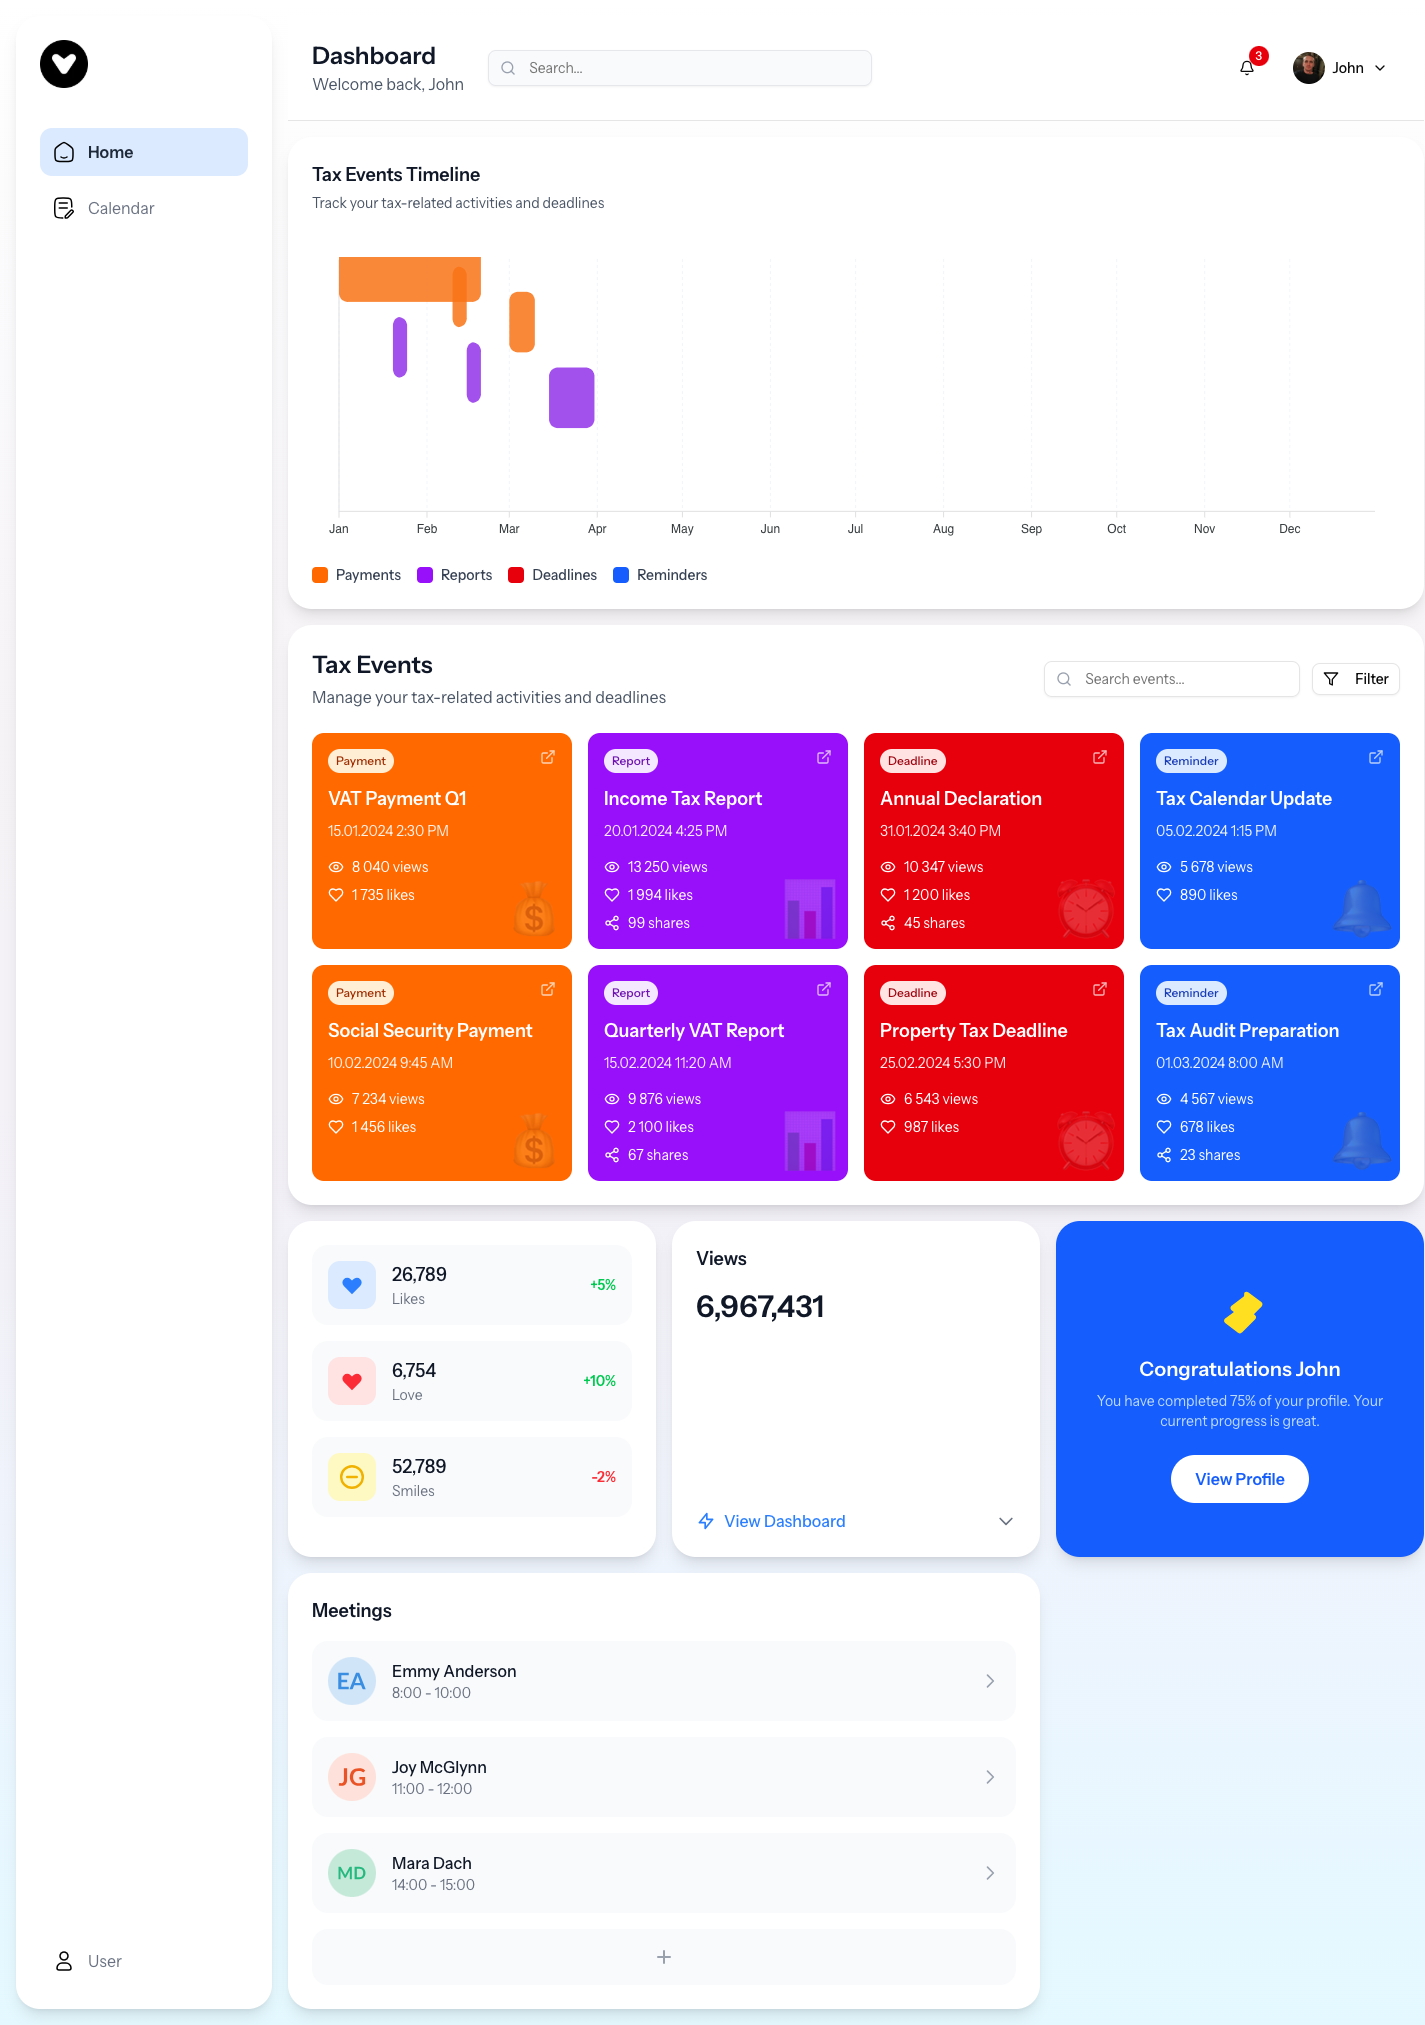 Dashboard
Welcome back, John
Search...
3
John
Home
Calendar
Tax Events Timeline
Track your tax-related activities and deadlines
Jan Feb Mar Apr May Jun Jul Aug Sep Oct Nov Dec
Payments Reports Deadlines Reminders
Tax Events
Manage your tax-related activities and deadlines
Search events...
Filter
Payment
VAT Payment Q1
15.01.2024 2:30 PM
8 040 views
1 735 likes
Report
Income Tax Report
20.01.2024 4:25 PM
13 250 views
1 994 likes
99 shares
Deadline
Annual Declaration
31.01.2024 3:40 PM
10 347 views
1 200 likes
45 shares
Reminder
Tax Calendar Update
05.02.2024 1:15 PM
5 678 views
890 likes
Payment
Social Security Payment
10.02.2024 9:45 AM
7 234 views
1 456 likes
Report
Quarterly VAT Report
15.02.2024 11:20 AM
9 876 views
2 100 likes
67 shares
Deadline
Property Tax Deadline
25.02.2024 5:30 PM
6 543 views
987 likes
Reminder
Tax Audit Preparation
01.03.2024 8:00 AM
4 567 views
678 likes
23 shares
26,789
Likes
+5%
6,754
Love
+10%
52,789
Smiles
-2%
Views
6,967,431
View Dashboard
Congratulations John
You have completed 75% of your profile. Your
current progress is great.
View Profile
Meetings
EA
Emmy Anderson
8:00 - 10:00
JG
Joy McGlynn
11:00 - 12:00
MD
Mara Dach
14:00 - 15:00
User